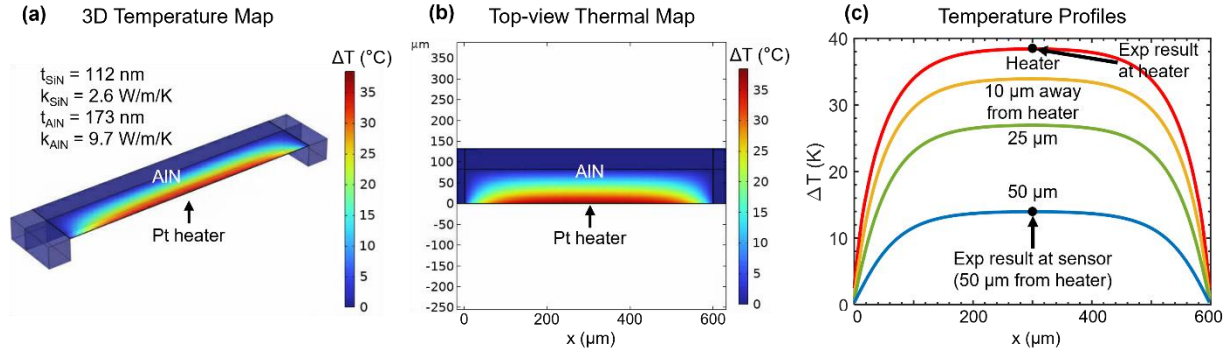 (a) 3D Temperature Map
t_SiN = 112 nm
k_SiN = 2.6 W/m/K
t_AlN = 173 nm
k_AlN = 9.7 W/m/K
AlN
Pt heater
ΔT (°C)
35
30
25
20
15
10
5
0
(b) Top-view Thermal Map
µm
350
300
250
200
150
100
50
0
-50
-100
-150
-200
-250
AlN
Pt heater
0 200 400 600
x (µm)
ΔT (°C)
35
30
25
20
15
10
5
0
(c) Temperature Profiles
Δ T (K)
40
30
20
10
0
Heater
Exp result
at heater
10 µm away
from heater
25 µm
50 µm
Exp result at sensor
(50 µm from heater)
0 200 400 600
x (µm)